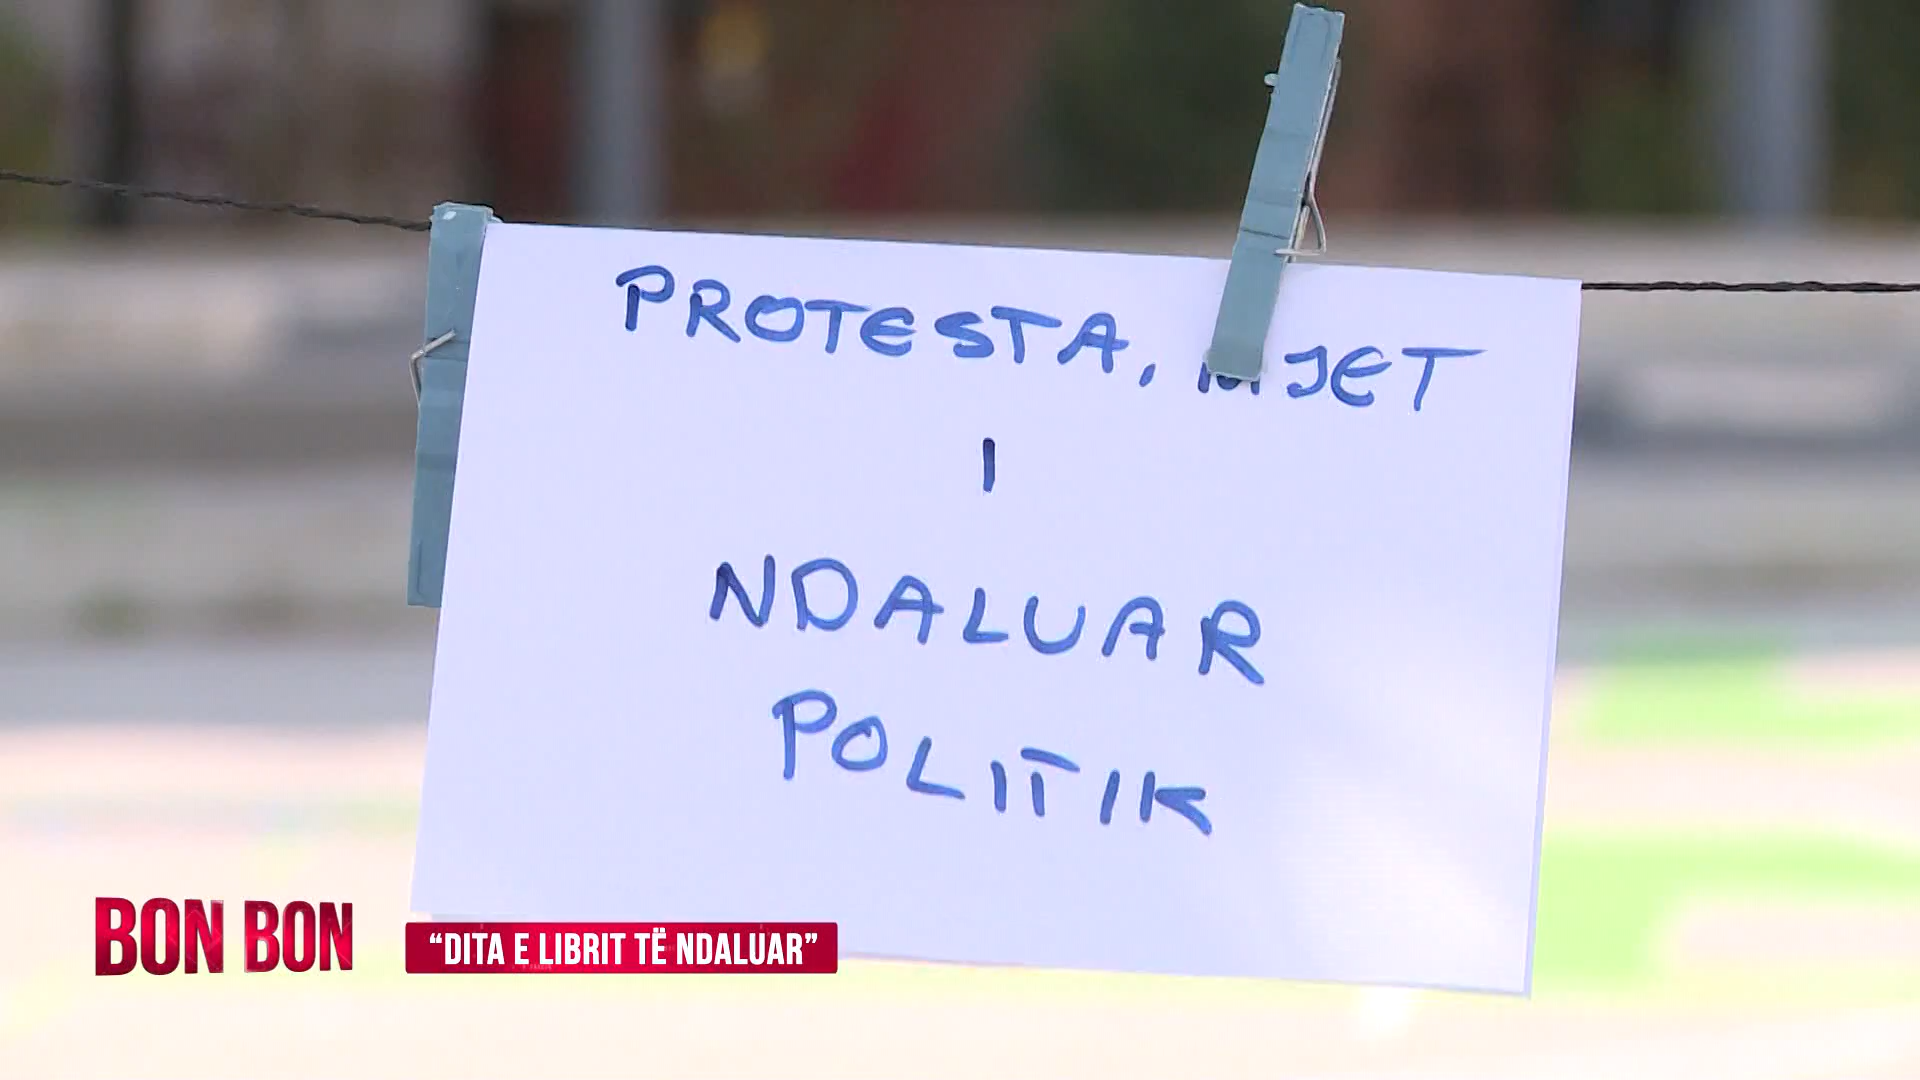 PROTESTA, MJET
I
NDALUAR
POLITIK
BON BON
“DITA E LIBRIT TË NDALUAR”